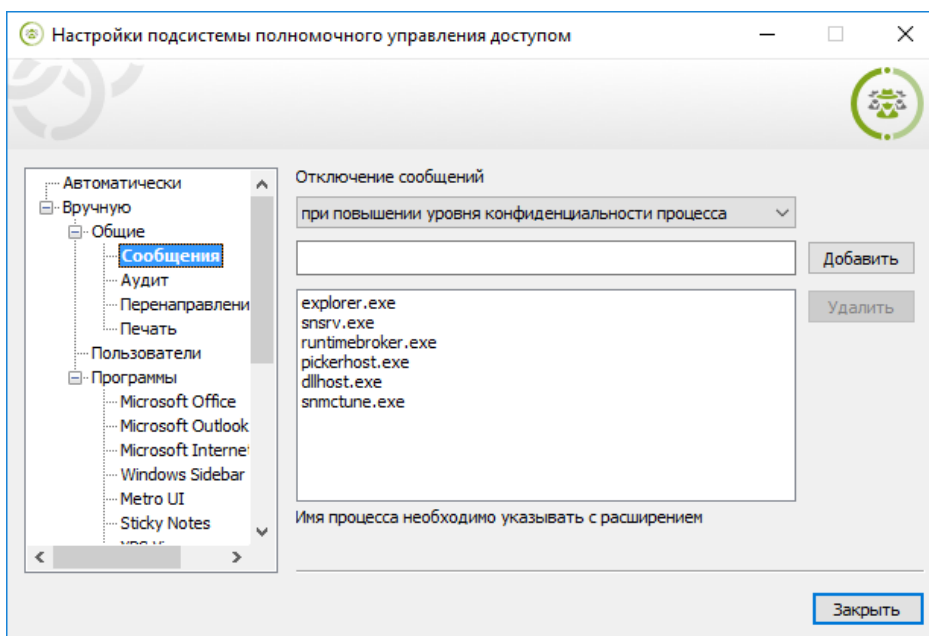 Настройки подсистемы полномочного управления доступом
Автоматически
Вручную
Общие
Сообщения
Аудит
Перенаправлени
Печать
Пользователи
Программы
Microsoft Office
Microsoft Outlook
Microsoft Interne
Windows Sidebar
Metro UI
Sticky Notes
Отключение сообщений
при повышении уровня конфиденциальности процесса
Добавить
explorer.exe
snsrv.exe
runtimebroker.exe
pickerhost.exe
dllhost.exe
snmctune.exe
Удалить
Имя процесса необходимо указывать с расширением
Закрыть